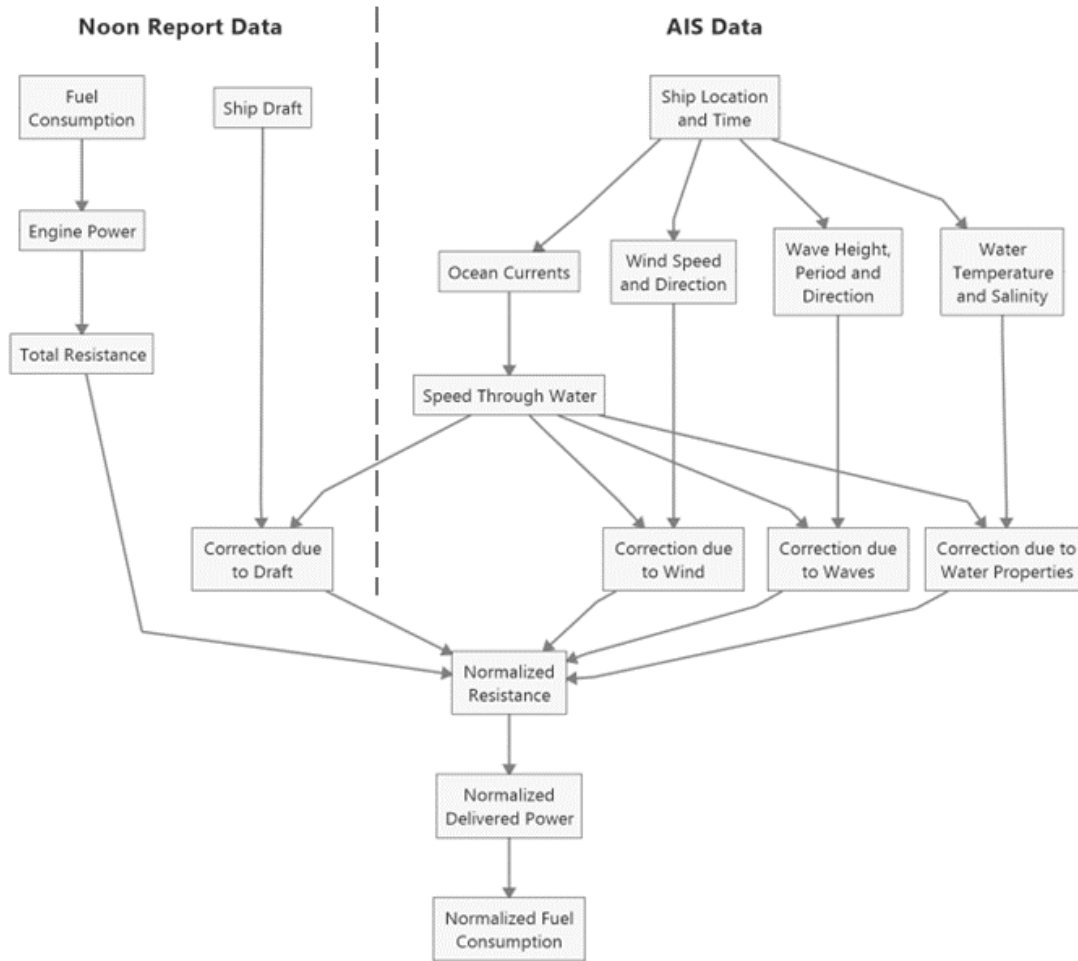 Noon Report Data
AIS Data
Fuel
Consumption
Ship Draft
Ship Location
and Time
Engine Power
Ocean Currents
Wind Speed
and Direction
Wave Height,
Period and
Direction
Water
Temperature
and Salinity
Total Resistance
Speed Through Water
Correction due
to Draft
Correction due
to Wind
Correction due
to Waves
Correction due to
Water Properties
Normalized
Resistance
Normalized
Delivered Power
Normalized Fuel
Consumption